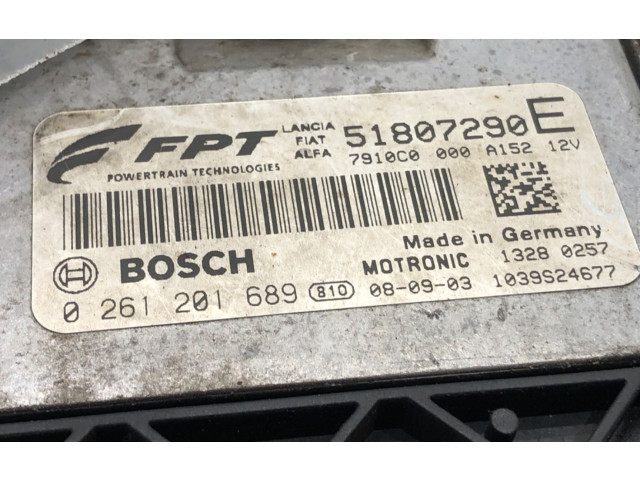 FPT
POWERTRAIN TECHNOLOGIES
LANCIA
FIAT
ALFA
51807290 E
7910C0 000 A152 12V
BOSCH
Made in Germany
MOTRONIC 1328 0257
0 261 201 689 810 08-09-03 1039S24677